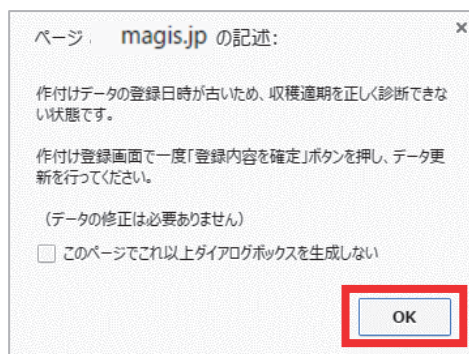 ページ magis.jp の記述:
×
作付けデータの登録日時が古いため、収穫適期を正しく診断できな
い状態です。
作付け登録画面で一度「登録内容を確定」ボタンを押し、データ更
新を行ってください。
（データの修正は必要ありません）
このページでこれ以上ダイアログボックスを生成しない
OK